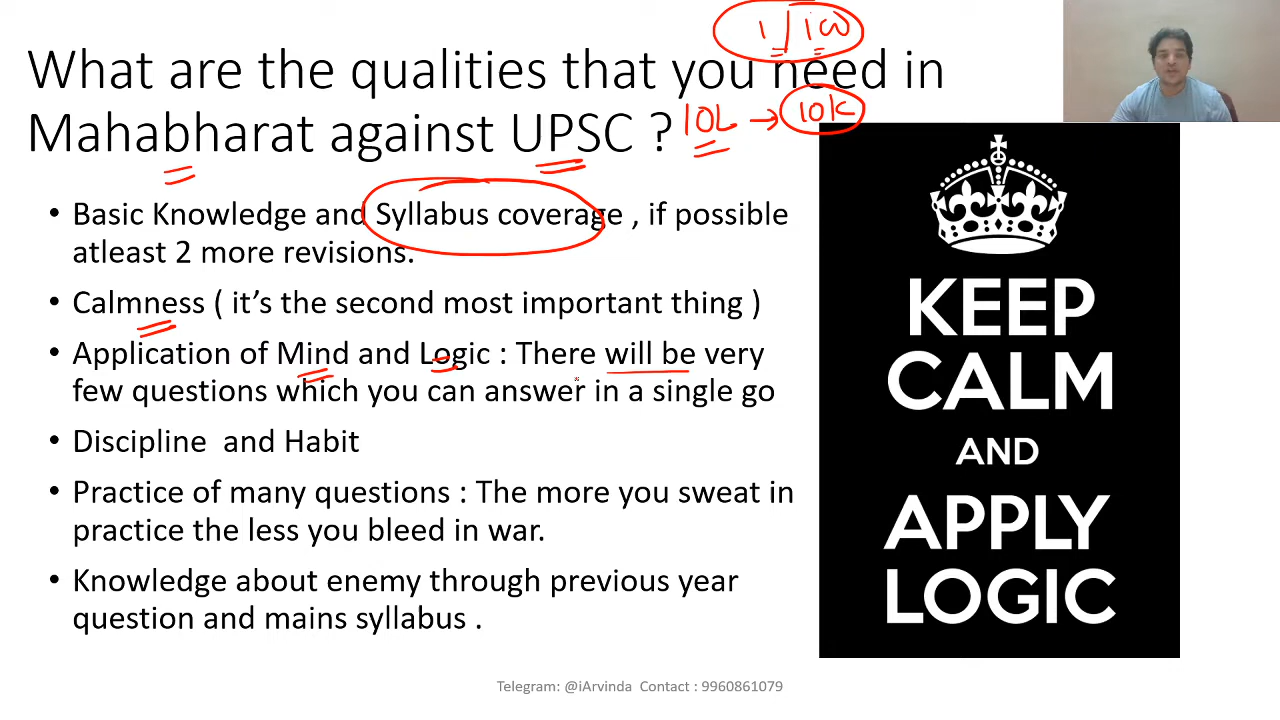 1/100
What are the qualities that you need in
Mahabharat against UPSC ? 10L → 10K
• Basic Knowledge and Syllabus coverage , if possible
atleast 2 more revisions.
• Calmness ( it’s the second most important thing )
• Application of Mind and Logic : There will be very
few questions which you can answer in a single go
• Discipline and Habit
• Practice of many questions : The more you sweat in
practice the less you bleed in war.
• Knowledge about enemy through previous year
question and mains syllabus .
KEEP
CALM
AND
APPLY
LOGIC
Telegram: @iArvinda Contact : 9960861079